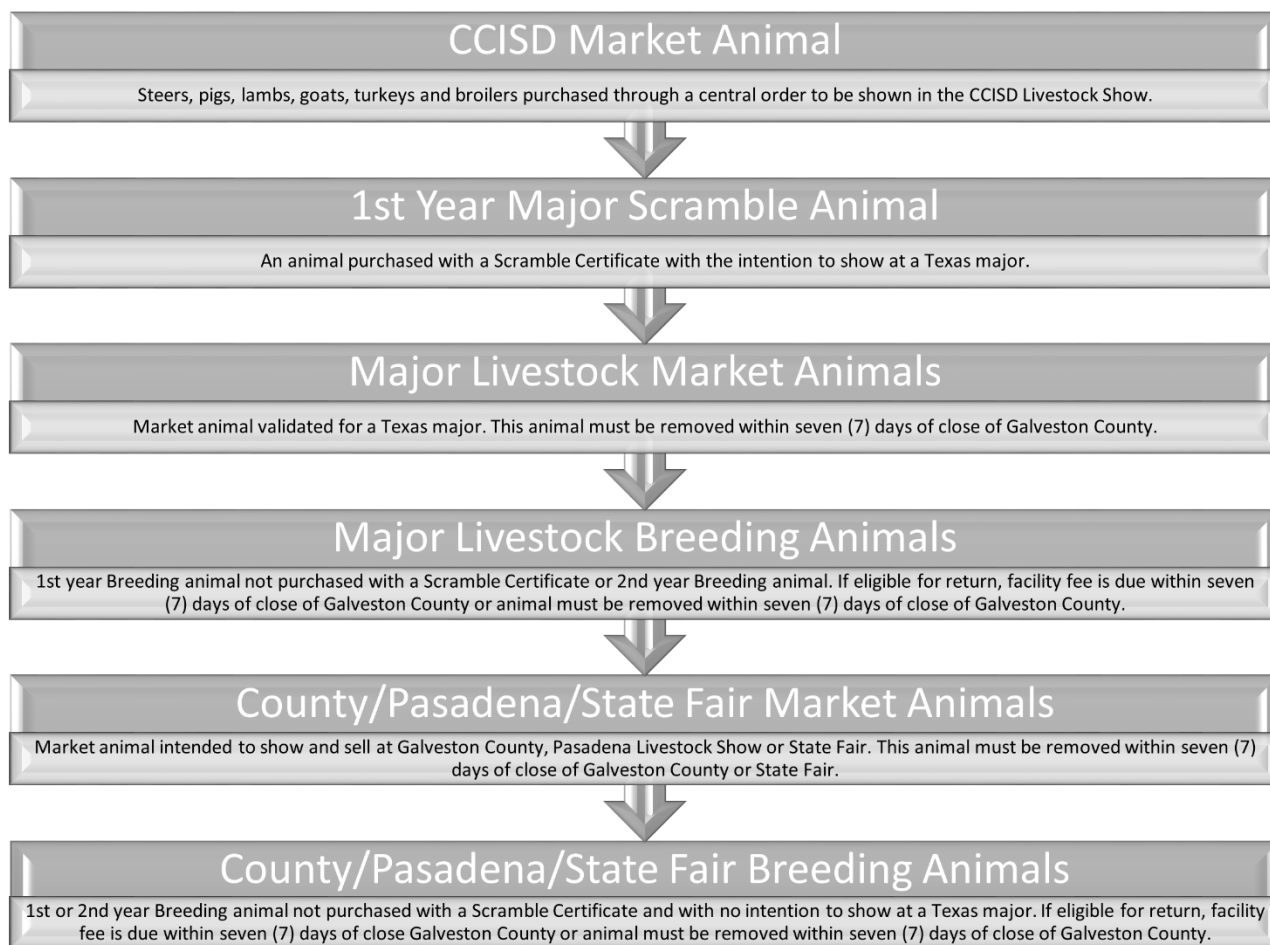 CCISD Market Animal
Steers, pigs, lambs, goats, turkeys and broilers purchased through a central order to be shown in the CCISD Livestock Show.
1st Year Major Scramble Animal
An animal purchased with a Scramble Certificate with the intention to show at a Texas major.
Major Livestock Market Animals
Market animal validated for a Texas major. This animal must be removed within seven (7) days of close of Galveston County.
Major Livestock Breeding Animals
1st year Breeding animal not purchased with a Scramble Certificate or 2nd year Breeding animal. If eligible for return, facility fee is due within seven
(7) days of close of Galveston County or animal must be removed within seven (7) days of close of Galveston County.
County/Pasadena/State Fair Market Animals
Market animal intended to show and sell at Galveston County, Pasadena Livestock Show or State Fair. This animal must be removed within seven (7)
days of close of Galveston County or State Fair.
County/Pasadena/State Fair Breeding Animals
1st or 2nd year Breeding animal not purchased with a Scramble Certificate and with no intention to show at a Texas major. If eligible for return, facility
fee is due within seven (7) days of close Galveston County or animal must be removed within seven (7) days of close of Galveston County.